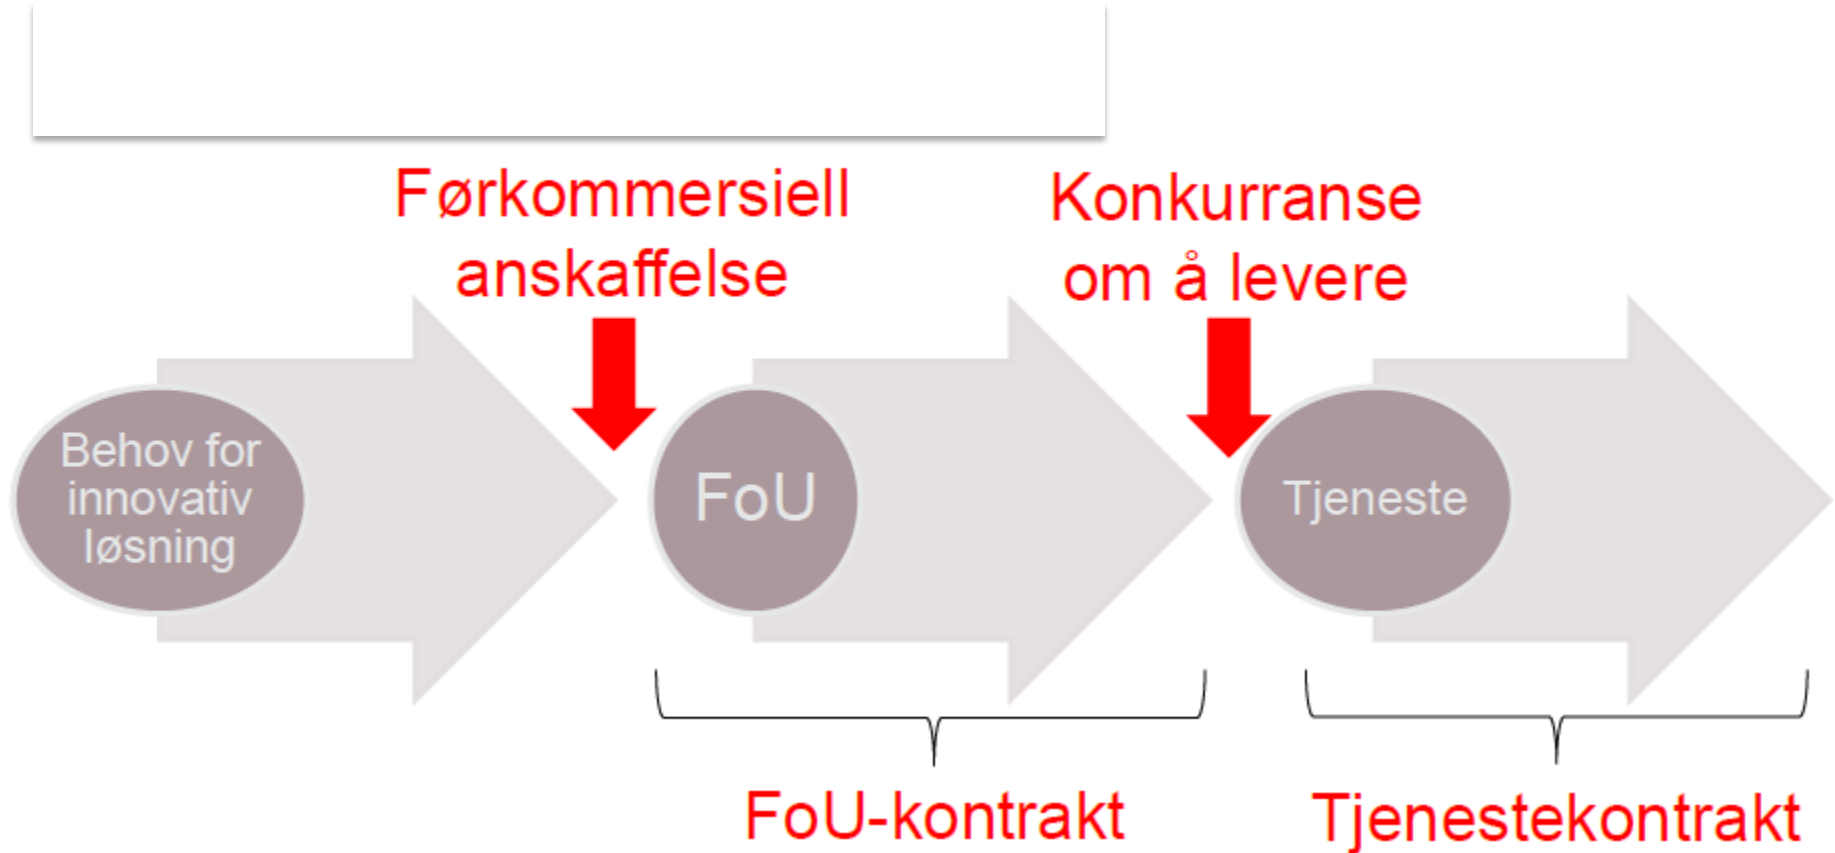 Førkommersiell
anskaffelse
Konkurranse
om å levere
Behov for
innovativ
løsning
FoU
Tjeneste
FoU-kontrakt
Tjenestekontrakt